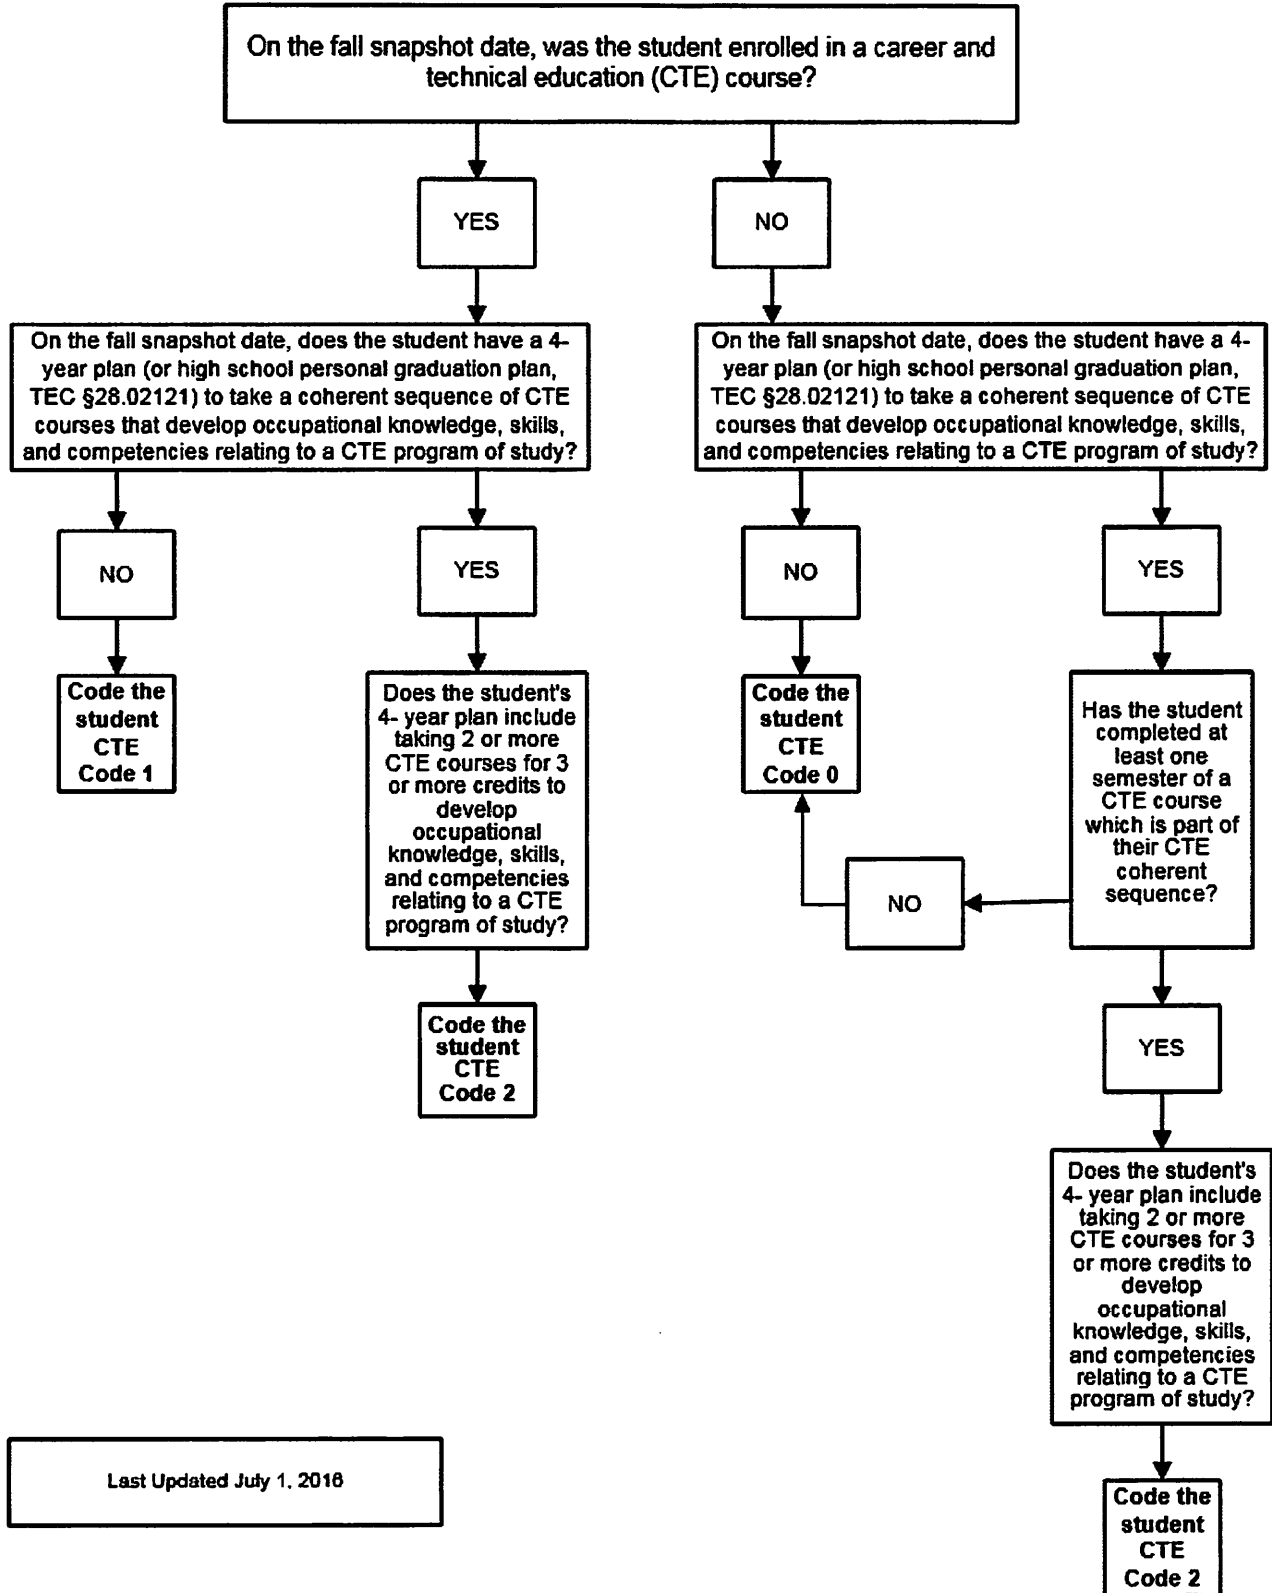 On the fall snapshot date, was the student enrolled in a career and
technical education (CTE) course?
YES
NO
On the fall snapshot date, does the student have a 4-
year plan (or high school personal graduation plan,
TEC §28.02121) to take a coherent sequence of CTE
courses that develop occupational knowledge, skills,
and competencies relating to a CTE program of study?
On the fall snapshot date, does the student have a 4-
year plan (or high school personal graduation plan,
TEC §28.02121) to take a coherent sequence of CTE
courses that develop occupational knowledge, skills,
and competencies relating to a CTE program of study?
NO
YES
NO
YES
Code the
student
CTE
Code 1
Does the student's
4- year plan include
taking 2 or more
CTE courses for 3
or more credits to
develop
occupational
knowledge, skills,
and competencies
relating to a CTE
program of study?
Code the
student
CTE
Code 0
Has the student
completed at
least one
semester of a
CTE course
which is part of
their CTE
coherent
sequence?
NO
Code the
student
CTE
Code 2
YES
Does the student's
4- year plan include
taking 2 or more
CTE courses for 3
or more credits to
develop
occupational
knowledge, skills,
and competencies
relating to a CTE
program of study?
Last Updated July 1, 2016
Code the
student
CTE
Code 2